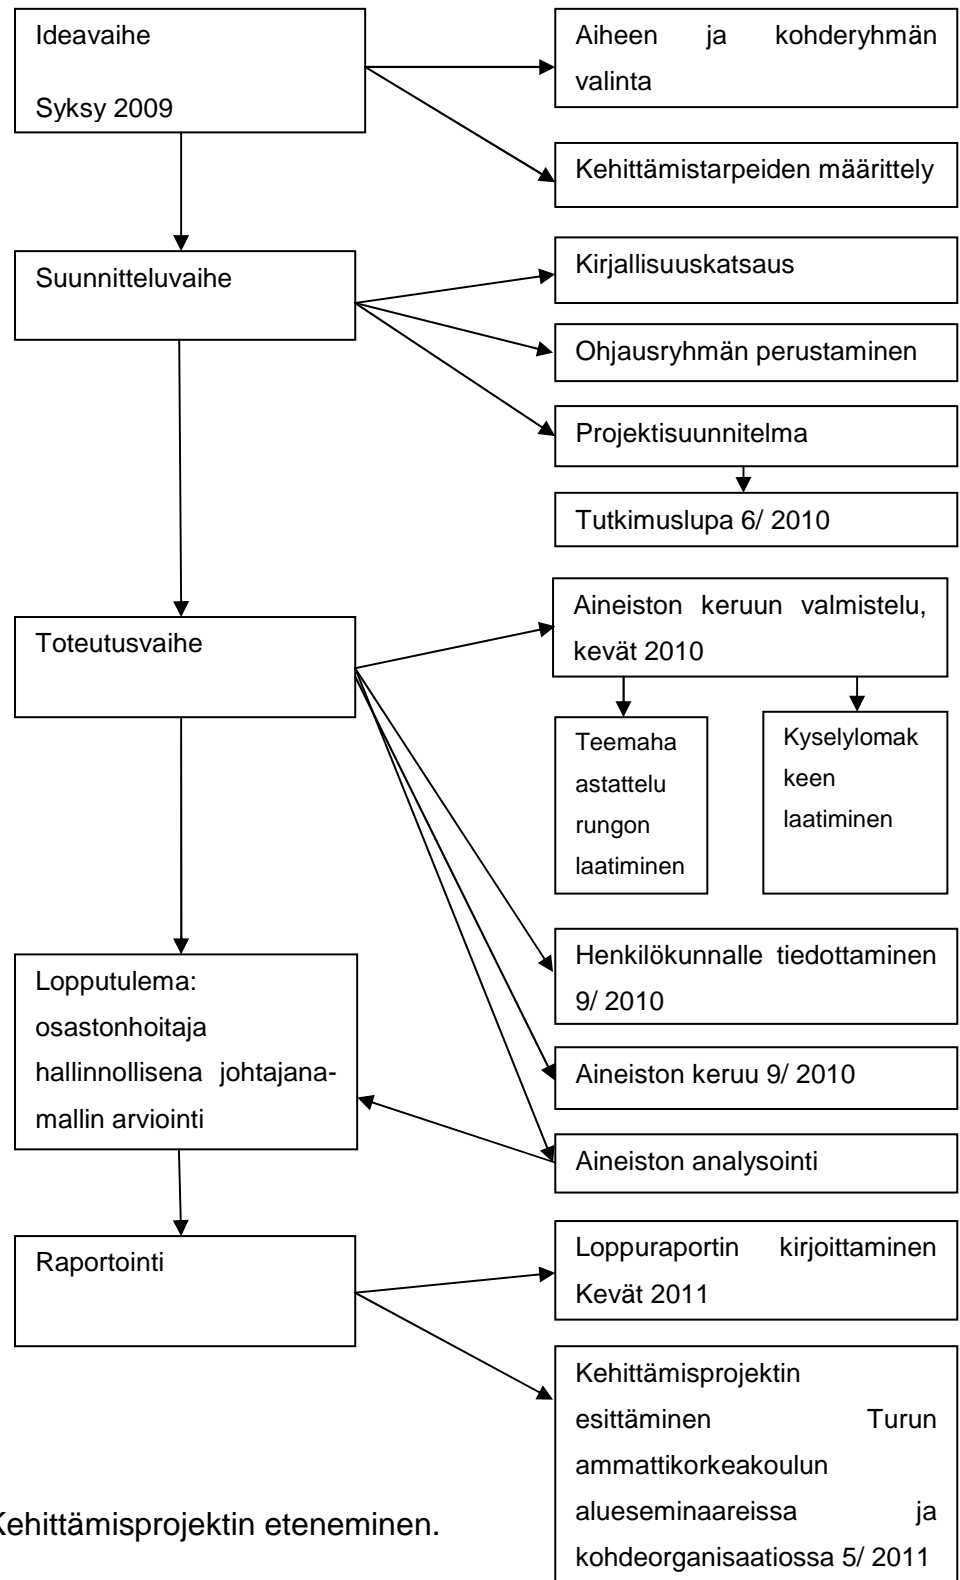 Ideavaihe
Syksy 2009
Aiheen ja kohderyhmän
valinta
Kehittämistarpeiden määrittely
Suunnitteluvaihe
Kirjallisuuskatsaus
Ohjausryhmän perustaminen
Projektisuunnitelma
Tutkimuslupa 6/ 2010
Toteutusvaihe
Aineiston keruun valmistelu,
kevät 2010
Teemaha
astattelu
rungon
laatiminen
Kyselylomak
keen
laatiminen
Henkilökunnalle tiedottaminen
9/ 2010
Aineiston keruu 9/ 2010
Aineiston analysointi
Lopputulema:
osastonhoitaja
hallinnollisena johtajana-
mallin arviointi
Raportointi
Loppuraportin kirjoittaminen
Kevät 2011
Kehittämisprojektin
esittäminen Turun
ammattikorkeakoulun
alueseminaareissa ja
kohdeorganisaatiossa 5/ 2011
Kehittämisprojektin eteneminen.